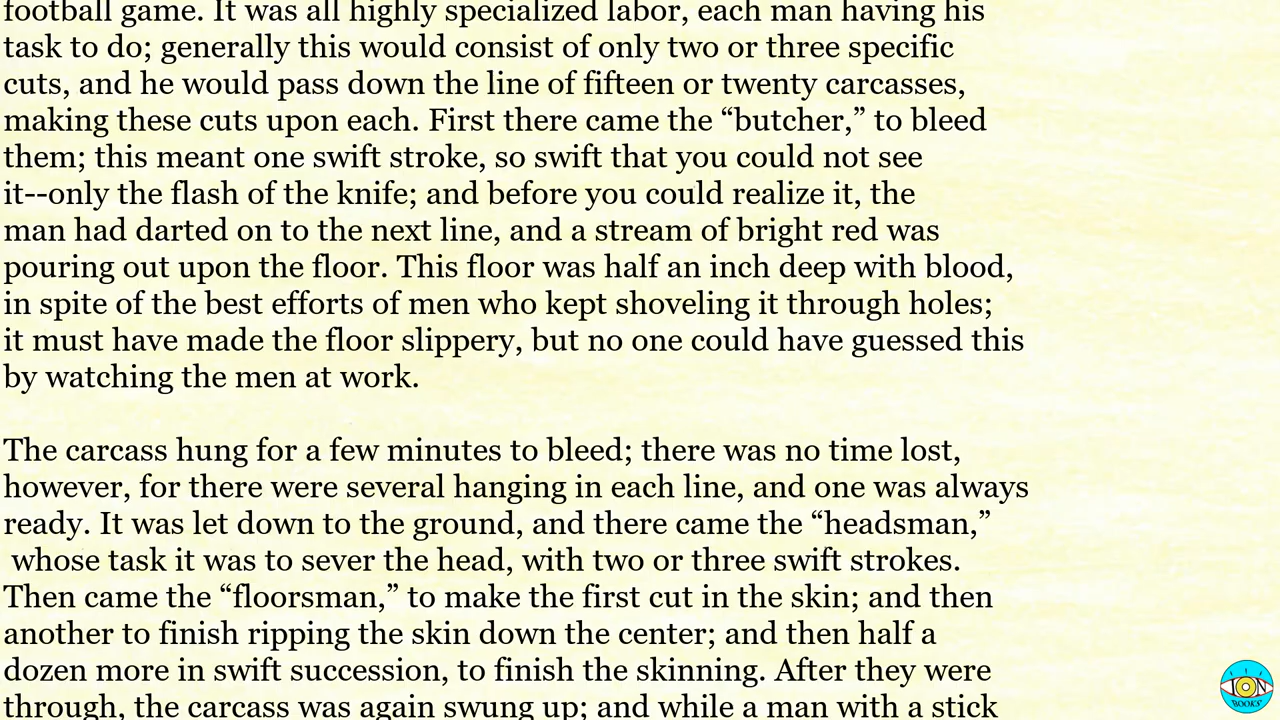 football game. It was all highly specialized labor, each man having his
task to do; generally this would consist of only two or three specific
cuts, and he would pass down the line of fifteen or twenty carcasses,
making these cuts upon each. First there came the “butcher,” to bleed
them; this meant one swift stroke, so swift that you could not see
it--only the flash of the knife; and before you could realize it, the
man had darted on to the next line, and a stream of bright red was
pouring out upon the floor. This floor was half an inch deep with blood,
in spite of the best efforts of men who kept shoveling it through holes;
it must have made the floor slippery, but no one could have guessed this
by watching the men at work.
The carcass hung for a few minutes to bleed; there was no time lost,
however, for there were several hanging in each line, and one was always
ready. It was let down to the ground, and there came the “headsman,”
whose task it was to sever the head, with two or three swift strokes.
Then came the “floorsman,” to make the first cut in the skin; and then
another to finish ripping the skin down the center; and then half a
dozen more in swift succession, to finish the skinning. After they were
through, the carcass was again swung up; and while a man with a stick
ION
BOOKS